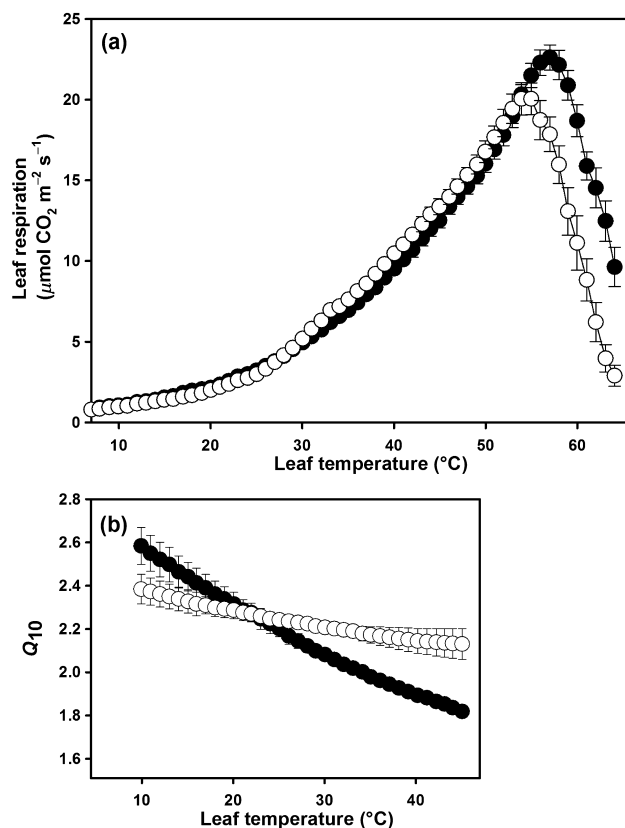 (a)
Leaf respiration
(μmol CO₂ m⁻² s⁻¹)
25
20
15
10
5
0
10 20 30 40 50 60
Leaf temperature (°C)
(b)
Q10
2.8
2.6
2.4
2.2
2.0
1.8
1.6
10 20 30 40
Leaf temperature (°C)